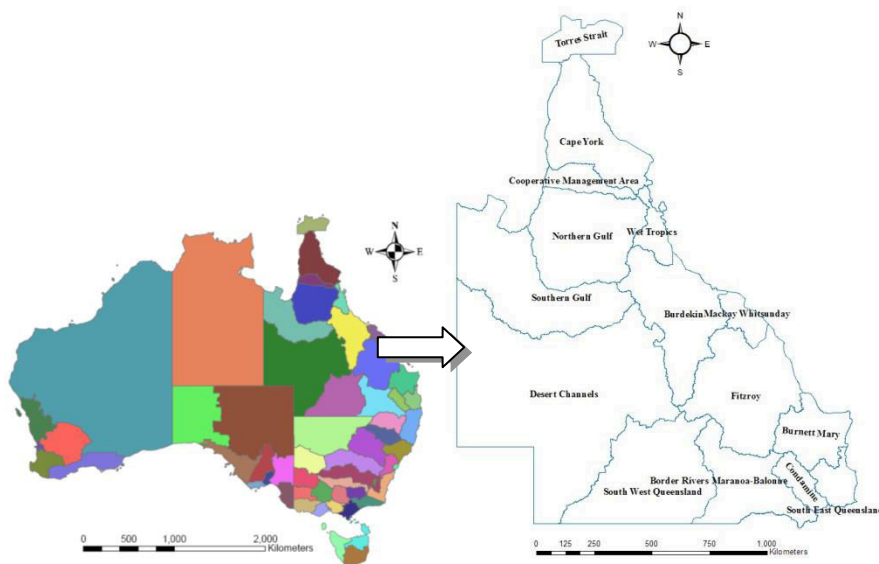 N
W E
S
0 500 1,000 2,000
Kilometers
N
W E
S
Torres Strait
Cape York
Cooperative Management Area
Northern Gulf
Wet Tropics
Southern Gulf
Burdekin
Mackay Whitsunday
Desert Channels
Fitzroy
Burnett Mary
Border Rivers Maranoa-Balonne
Condamine
South West Queensland
South East Queensland
0 125 250 500 750 1,000
Kilometers